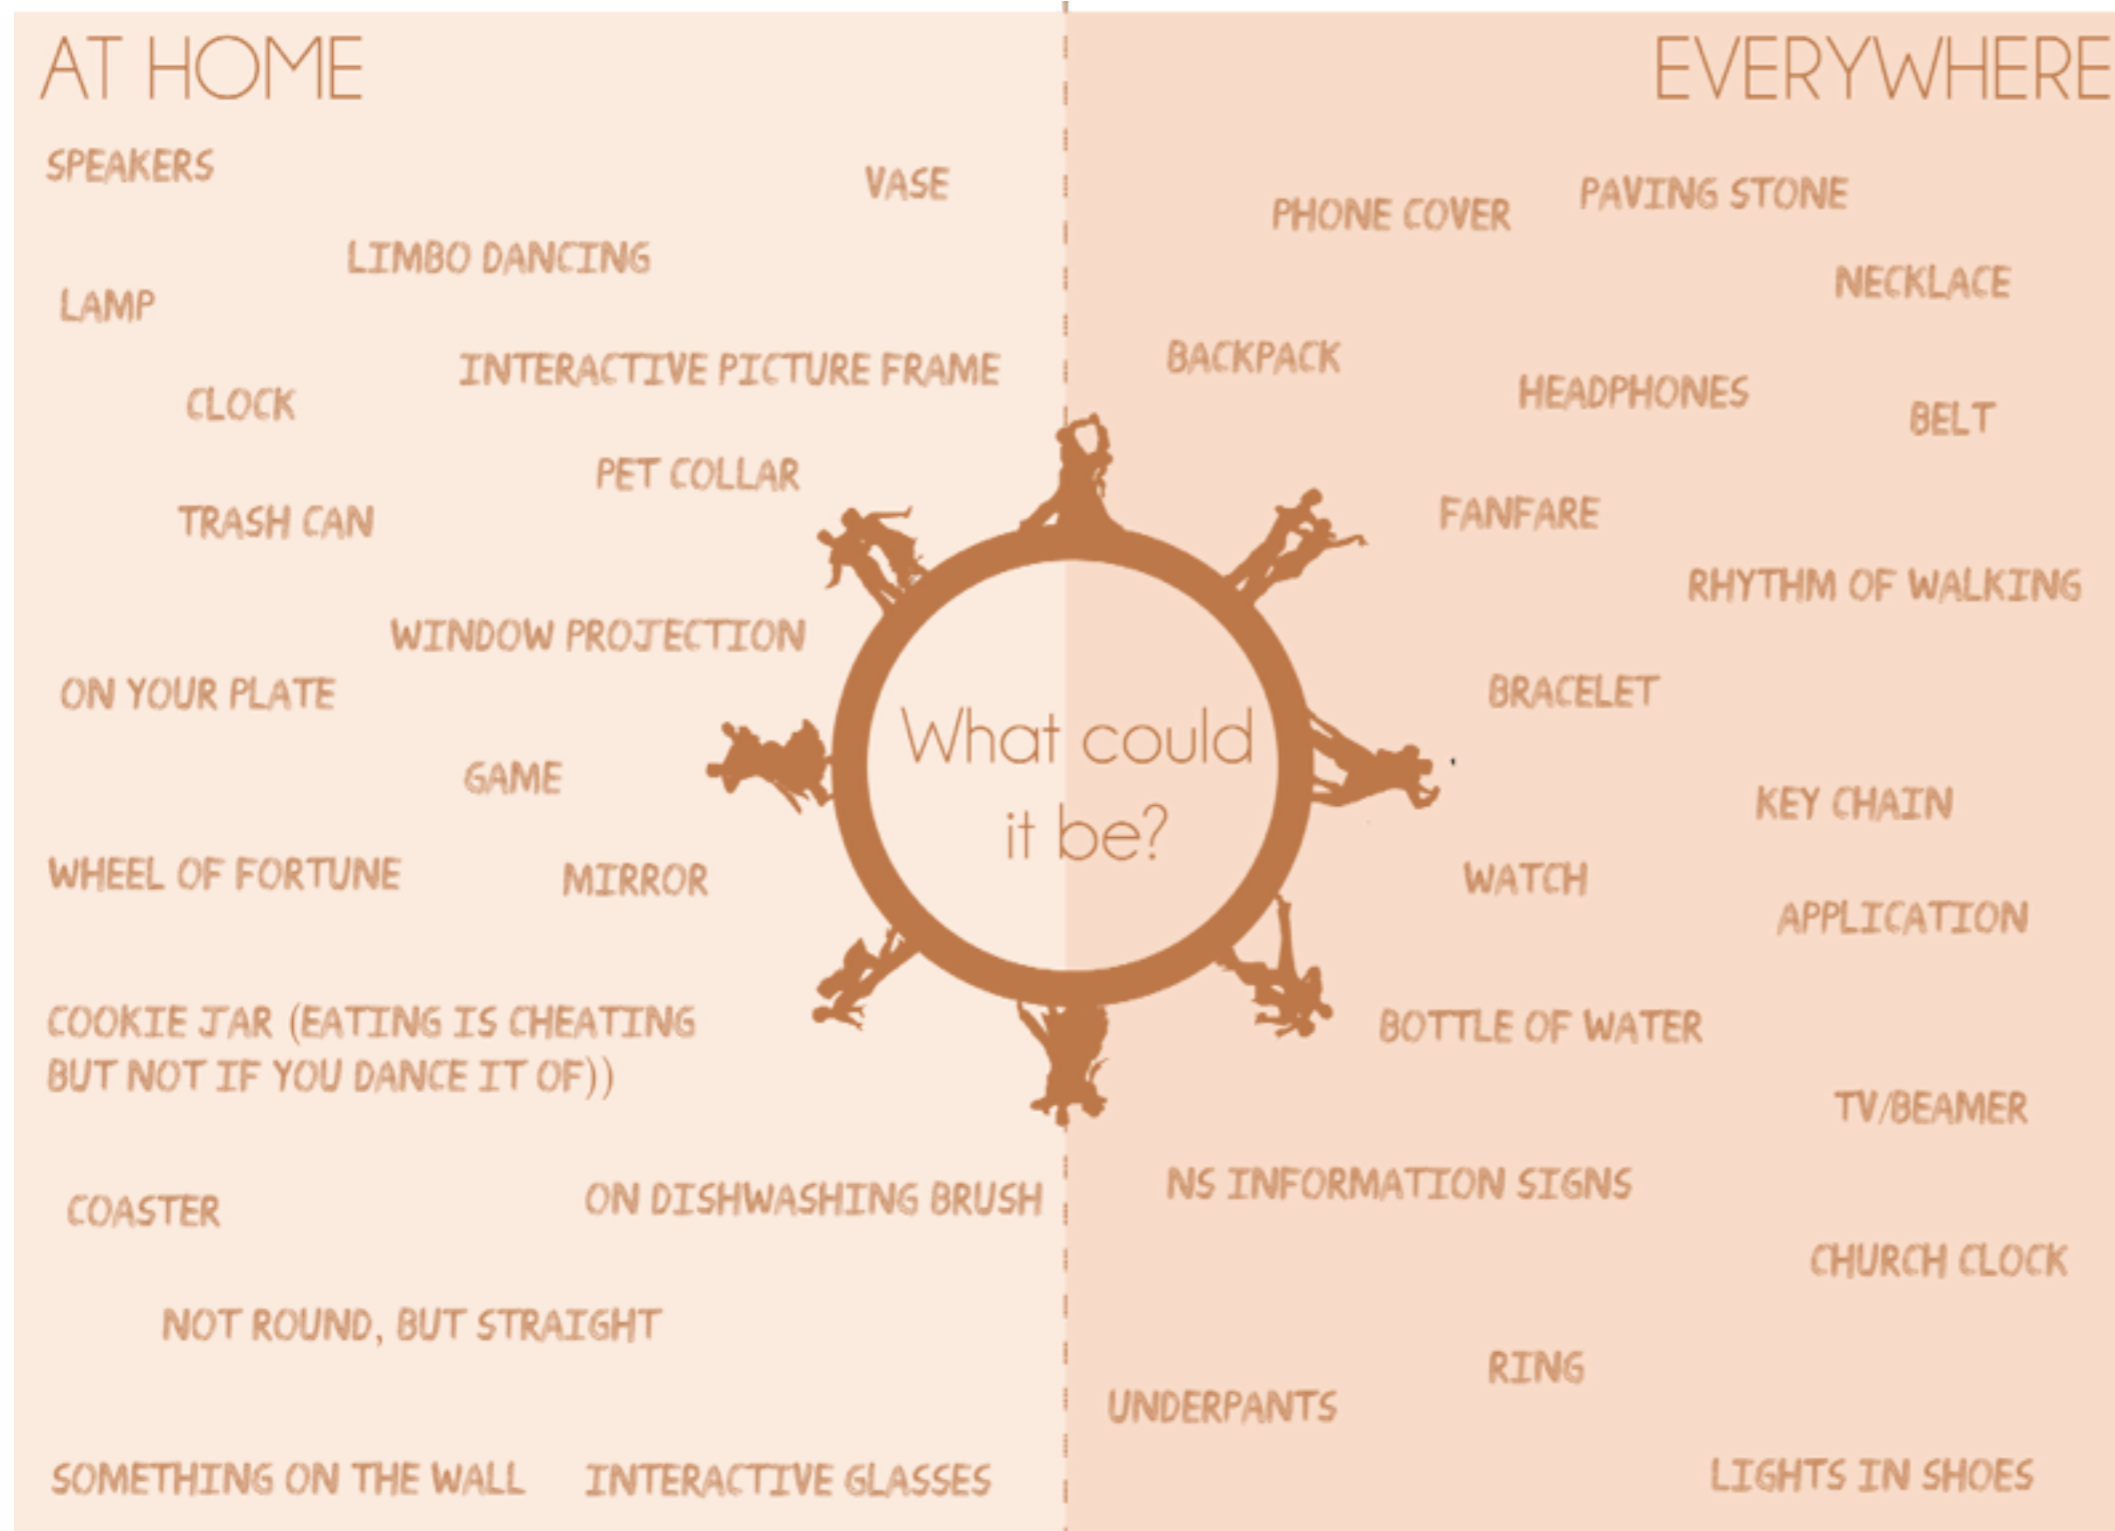 AT HOME
SPEAKERS
VASE
LIMBO DANCING
LAMP
INTERACTIVE PICTURE FRAME
CLOCK
PET COLLAR
TRASH CAN
WINDOW PROJECTION
ON YOUR PLATE
GAME
WHEEL OF FORTUNE
MIRROR
COOKIE JAR (EATING IS CHEATING
BUT NOT IF YOU DANCE IT OF))
COASTER
ON DISHWASHING BRUSH
NOT ROUND, BUT STRAIGHT
SOMETHING ON THE WALL
INTERACTIVE GLASSES
What could
it be?
EVERYWHERE
PAVING STONE
PHONE COVER
NECKLACE
BACKPACK
HEADPHONES
BELT
FANFARE
RHYTHM OF WALKING
BRACELET
KEY CHAIN
WATCH
APPLICATION
BOTTLE OF WATER
TV/BEAMER
NS INFORMATION SIGNS
CHURCH CLOCK
RING
UNDERPANTS
LIGHTS IN SHOES